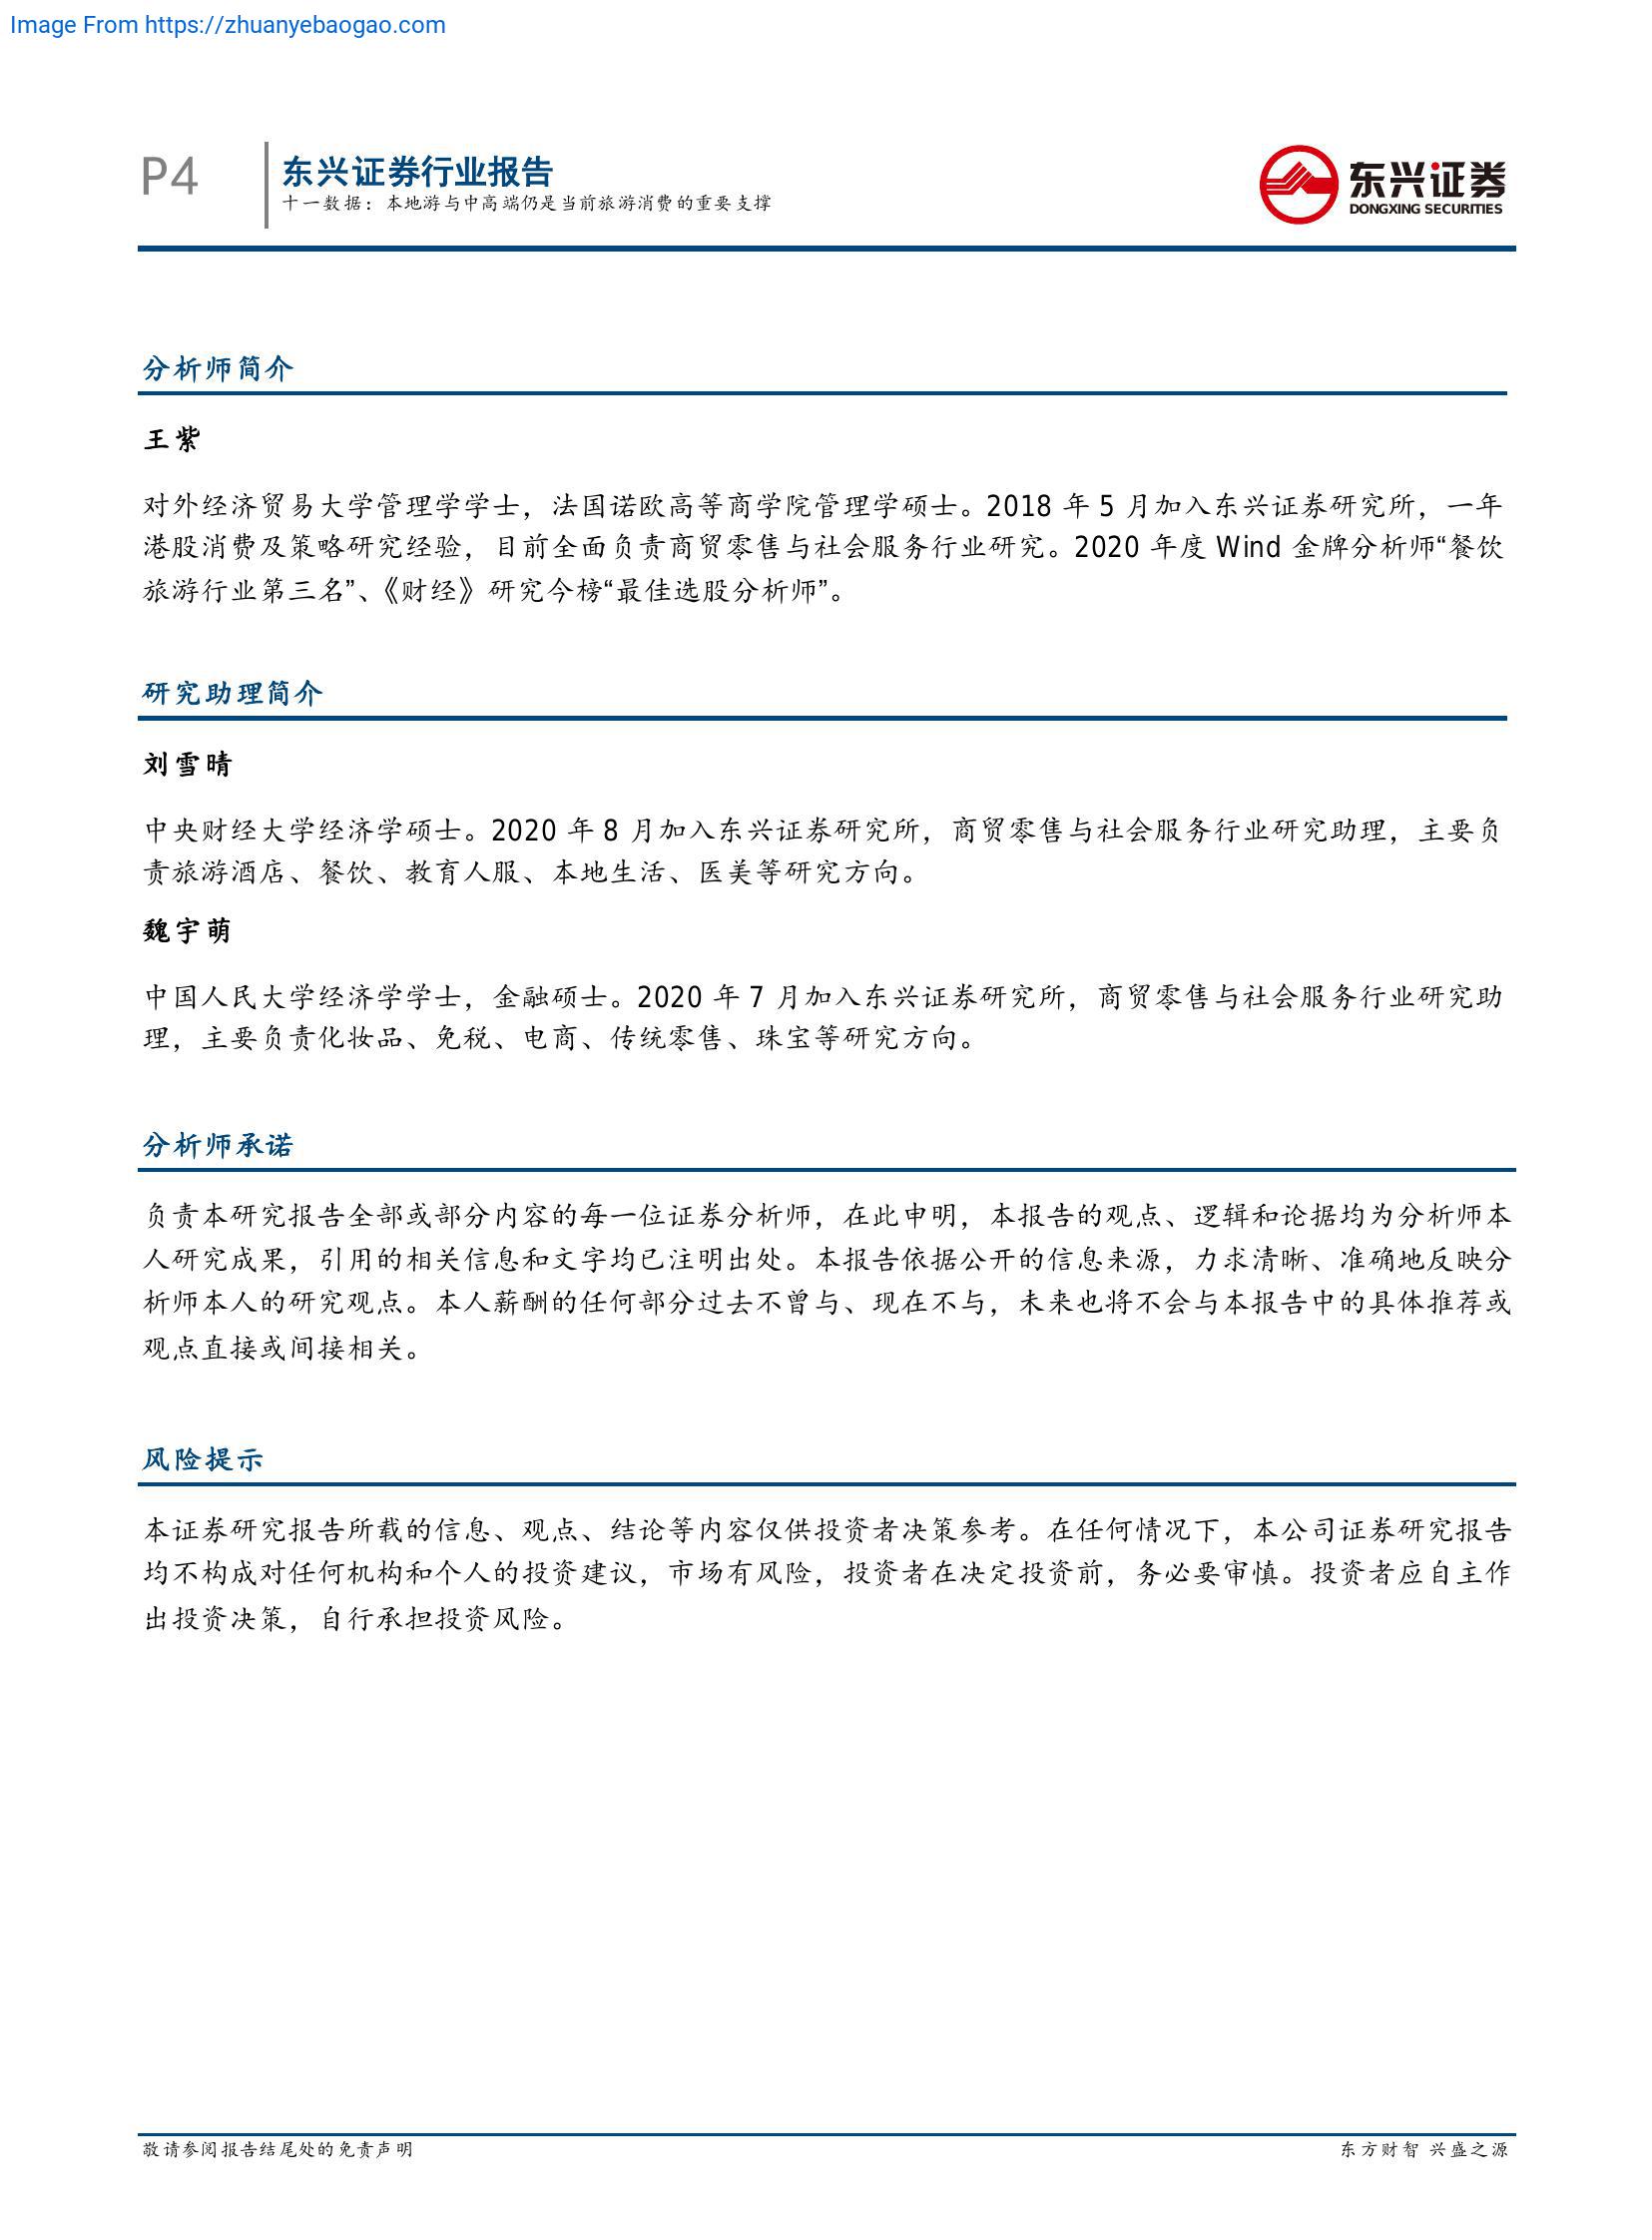 Image From https://zhuanyebaogao.com
P4
东兴证券行业报告
十一数据：本地游与中高端仍是当前旅游消费的重要支撑
东兴证券
DONGXING SECURITIES
分析师简介
王紫
对外经济贸易大学管理学学士，法国诺欧高等商学院管理学硕士。2018 年 5 月加入东兴证券研究所，一年
港股消费及策略研究经验，目前全面负责商贸零售与社会服务行业研究。2020 年度 Wind 金牌分析师“餐饮
旅游行业第三名”、《财经》研究今榜“最佳选股分析师”。
研究助理简介
刘雪晴
中央财经大学经济学硕士。2020 年 8 月加入东兴证券研究所，商贸零售与社会服务行业研究助理，主要负
责旅游酒店、餐饮、教育人服、本地生活、医美等研究方向。
魏宇萌
中国人民大学经济学学士，金融硕士。2020 年 7 月加入东兴证券研究所，商贸零售与社会服务行业研究助
理，主要负责化妆品、免税、电商、传统零售、珠宝等研究方向。
分析师承诺
负责本研究报告全部或部分内容的每一位证券分析师，在此申明，本报告的观点、逻辑和论据均为分析师本
人研究成果，引用的相关信息和文字均已注明出处。本报告依据公开的信息来源，力求清晰、准确地反映分
析师本人的研究观点。本人薪酬的任何部分过去不曾与、现在不与，未来也将不会与本报告中的具体推荐或
观点直接或间接相关。
风险提示
本证券研究报告所载的信息、观点、结论等内容仅供投资者决策参考。在任何情况下，本公司证券研究报告
均不构成对任何机构和个人的投资建议，市场有风险，投资者在决定投资前，务必要审慎。投资者应自主作
出投资决策，自行承担投资风险。
敬请参阅报告结尾处的免责声明
东方财智 兴盛之源